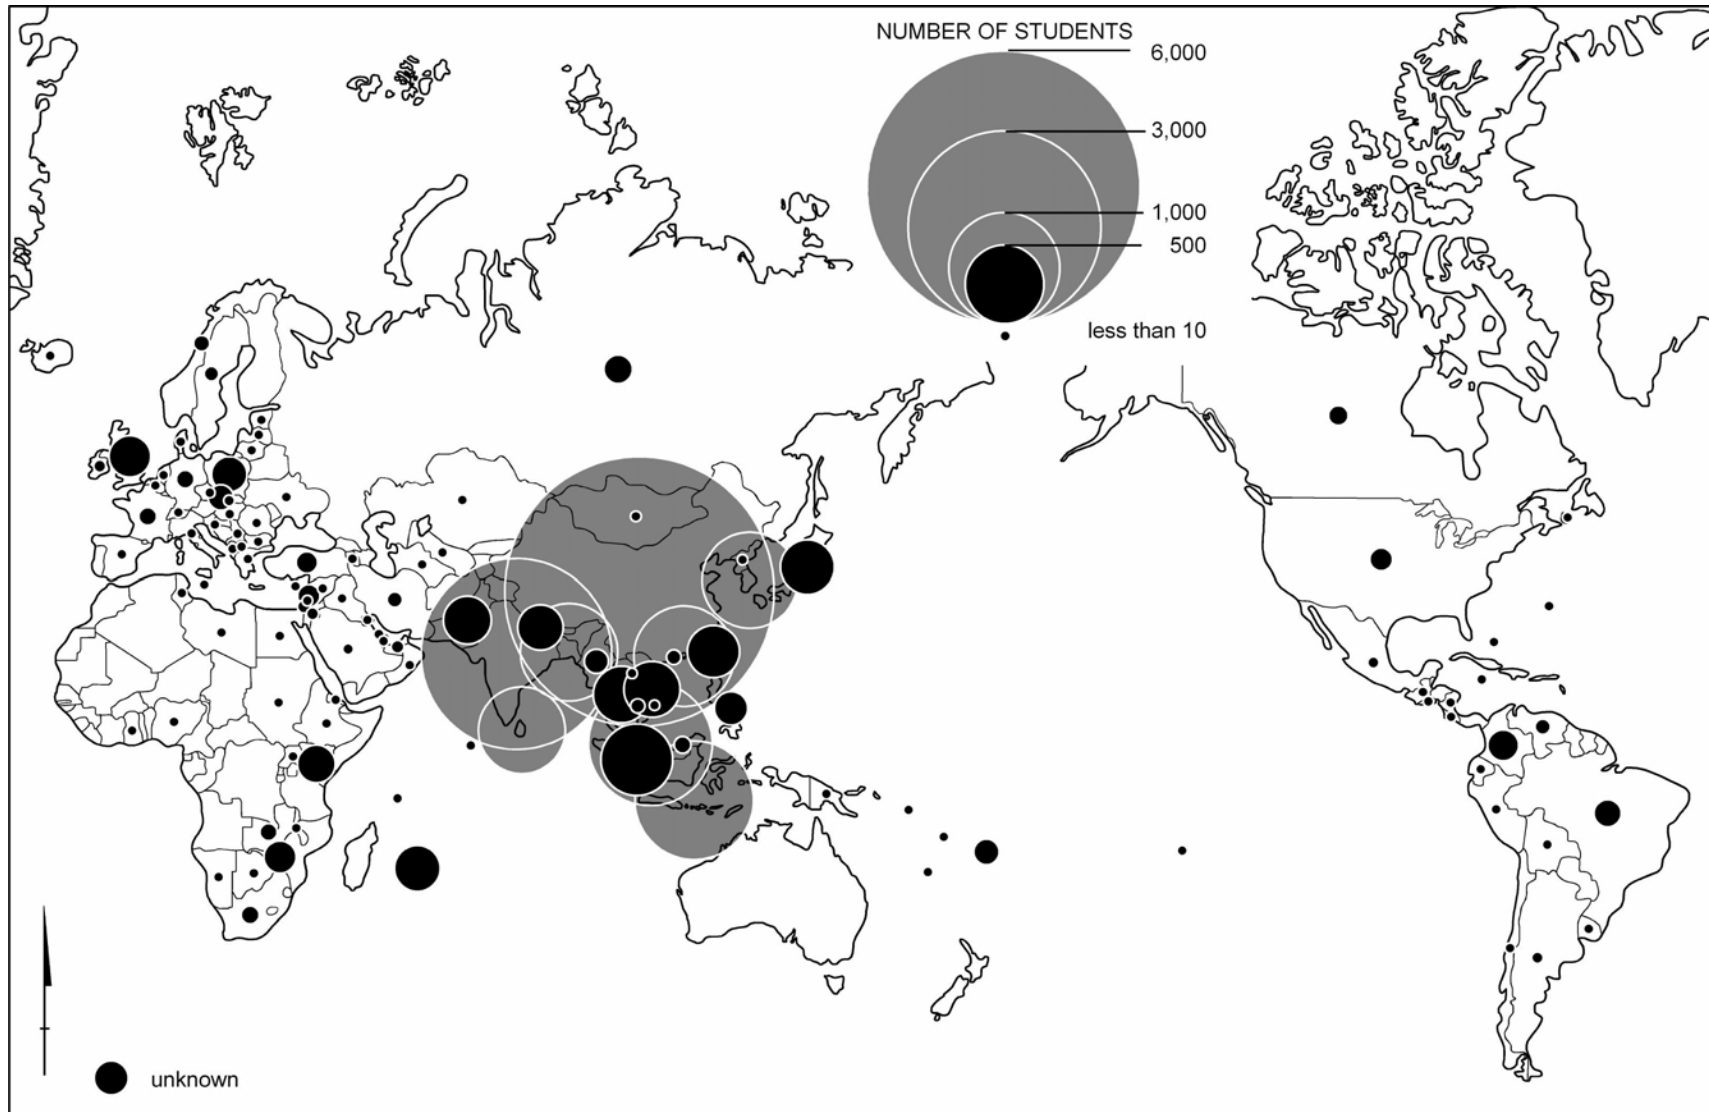 NUMBER OF STUDENTS
6,000
3,000
1,000
500
less than 10
unknown